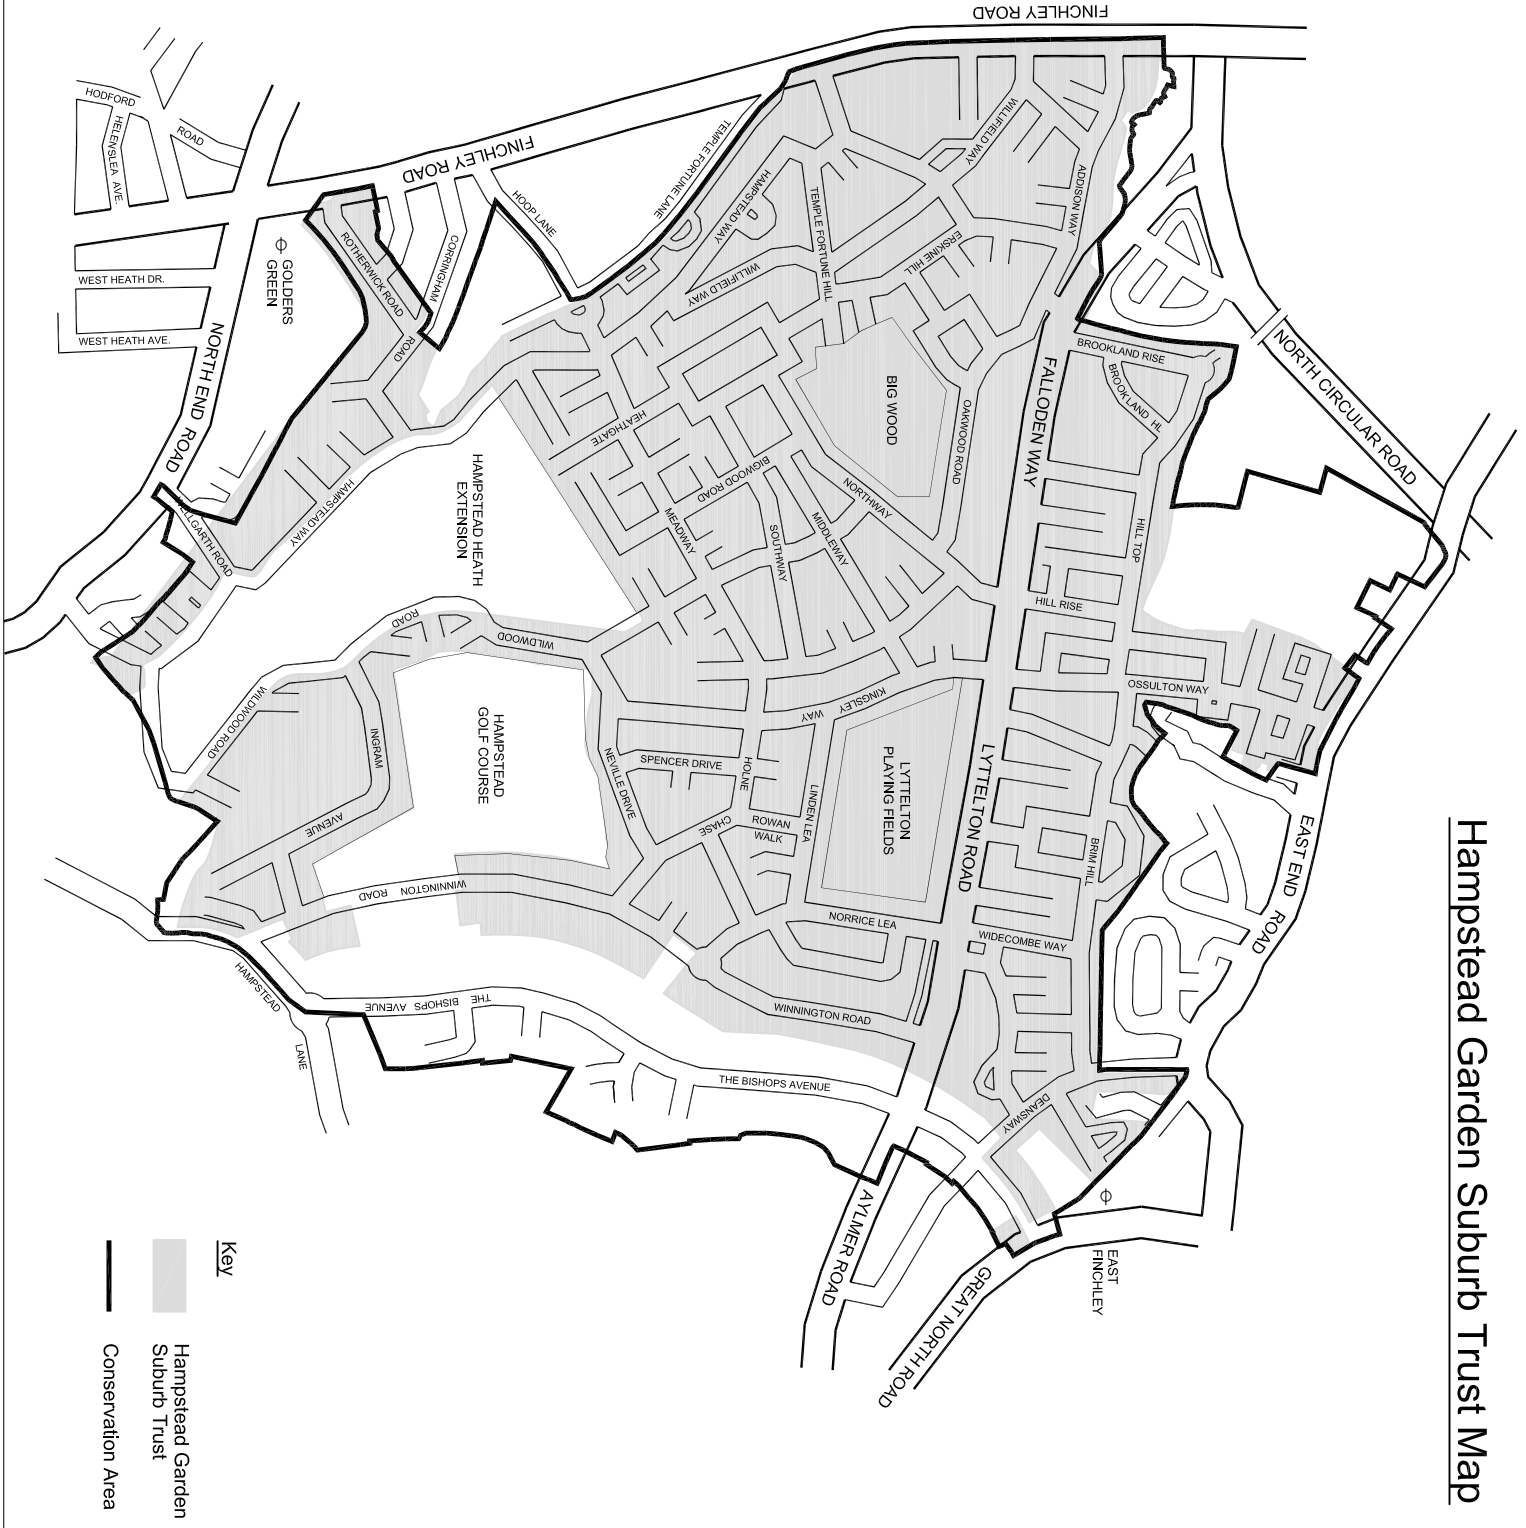 Hampstead Garden Suburb Trust Map
FINCHLEY ROAD
NORTH CIRCULAR ROAD
EAST END ROAD
ADDISON WAY
WILLIFIELD WAY
HAMPSTEAD WAY
TEMPLE FORTUNE HILL
ERSKINE HILL
WILLIFIELD WAY
TEMPLE FORTUNE LANE
HOOP LANE
FINCHLEY ROAD
CORRINGHAM
ROAD
ROTHERWICK ROAD
HODFORD
ROAD
HELENSLEA AVE.
GOLDERS
GREEN
WEST HEATH DR.
WEST HEATH AVE.
NORTH END ROAD
BROOKLAND RISE
BROOKLAND HL
FALLODEN WAY
BIG WOOD
OAKWOOD ROAD
HEATHGATE
BIGWOOD ROAD
NORTHWAY
MIDDLEWAY
SOUTHWAY
MEADWAY
HAMPSTEAD HEATH
EXTENSION
HAMPSTEAD WAY
WELLGARTH ROAD
HILL TOP
HILL RISE
OSSULTON WAY
WILDWOOD
ROAD
WILDWOOD ROAD
INGRAM
AVENUE
HAMPSTEAD
GOLF COURSE
KINGSLEY
WAY
LYTTELTON
PLAYING FIELDS
LYTTELTON ROAD
SPENCER DRIVE
NEVILLE DRIVE
HOLNE
CHASE
LINDEN LEA
ROWAN
WALK
BRIM HILL
NORRICE LEA
WIDECOMBE WAY
WINNINGTON ROAD
WINNINGTON ROAD
THE BISHOPS AVENUE
THE BISHOPS AVENUE
HAMPSTEAD
LANE
DEANSWAY
EAST
FINCHLEY
AYLMER ROAD
GREAT NORTH ROAD
Key
Hampstead Garden
Suburb Trust
Conservation Area